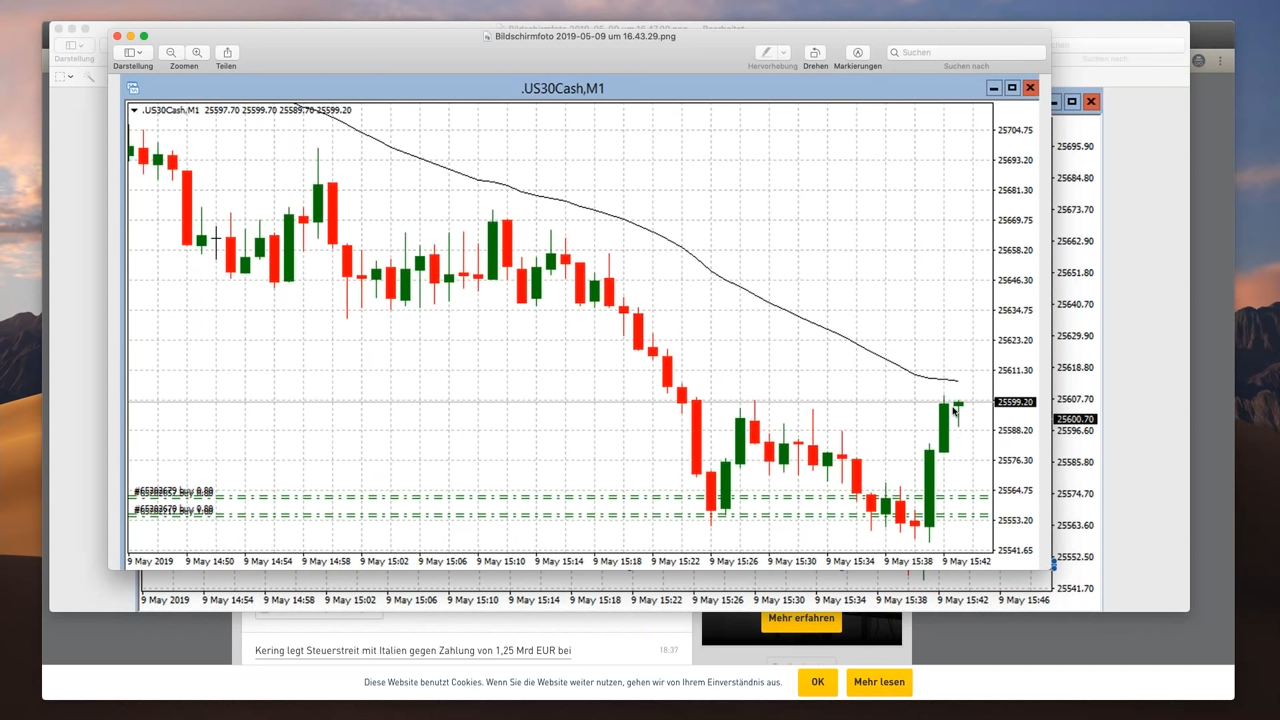 Bildschirmfoto 2019-05-09 um 16.43.29.png
Darstellung
Zoomen
Teilen
Hervorhebung
Drehen
Markierungen
Suchen
Suchen nach
Darstellung
.US30Cash,M1
.US30Cash,M1 25597.70 25599.70 25589.70 25599.20
25704.75
25693.20
25681.30
25669.75
25658.20
25646.30
25634.75
25623.20
25611.30
25599.20
25588.20
25576.30
25564.75
25553.20
25541.65
25695.90
25684.80
25673.70
25662.90
25651.80
25640.70
25629.90
25618.80
25607.70
25600.70
25596.60
25585.80
25574.70
25563.60
25552.50
25541.70
9 May 2019 9 May 14:50 9 May 14:54 9 May 14:58 9 May 15:02 9 May 15:06 9 May 15:10 9 May 15:14 9 May 15:18 9 May 15:22 9 May 15:26 9 May 15:30 9 May 15:34 9 May 15:38 9 May 15:42
9 May 2019 9 May 14:54 9 May 14:58 9 May 15:02 9 May 15:06 9 May 15:10 9 May 15:14 9 May 15:18 9 May 15:22 9 May 15:26 9 May 15:30 9 May 15:34 9 May 15:38 9 May 15:42 9 May 15:46
Mehr erfahren
Kering legt Steuerstreit mit Italien gegen Zahlung von 1,25 Mrd EUR bei
18:37
Diese Website benutzt Cookies. Wenn Sie die Website weiter nutzen, gehen wir von Ihrem Einverständnis aus.
OK
Mehr lesen